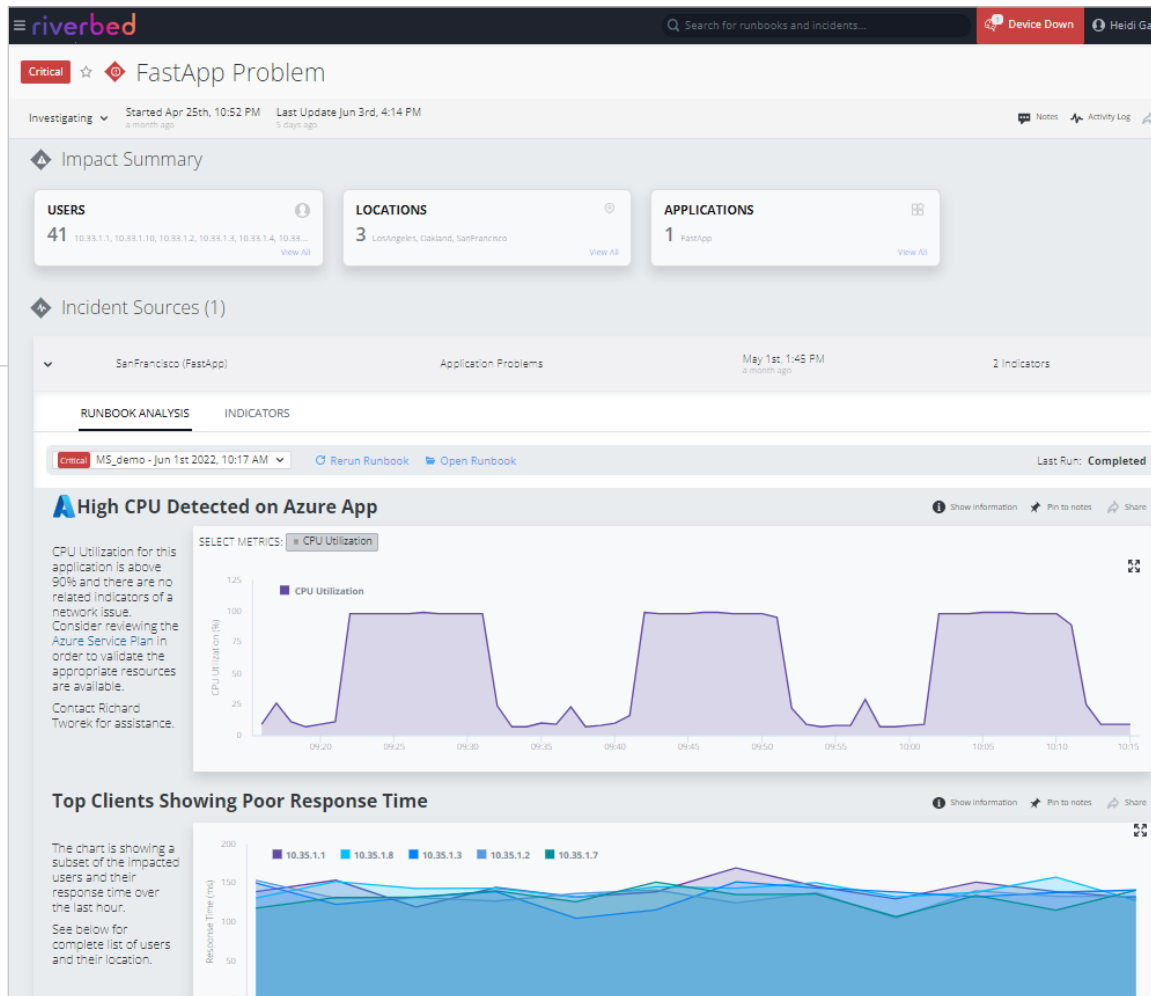 riverbed
Search for runbooks and incidents...
1
Device Down
Heidi Ga
Critical
FastApp Problem
Investigating
Started Apr 25th, 10:52 PM
Last Update Jun 3rd, 4:14 PM
a month ago
5 days ago
Notes
Activity Log
Impact Summary
USERS
41 10.33.1.1, 10.33.1.10, 10.33.1.2, 10.33.1.3, 10.33.1.4, 10.33...
View All
LOCATIONS
3 LosAngeles, Oakland, SanFrancisco
View All
APPLICATIONS
1 FastApp
View All
Incident Sources (1)
SanFrancisco (FastApp)
Application Problems
May 1st, 1:45 PM
a month ago
2 Indicators
RUNBOOK ANALYSIS
INDICATORS
Critical MS_demo - Jun 1st 2022, 10:17 AM
Rerun Runbook
Open Runbook
Last Run: Completed
High CPU Detected on Azure App
Show information
Pin to notes
Share
CPU Utilization for this
application is above
90% and there are no
related indicators of a
network issue.
Consider reviewing the
Azure Service Plan in
order to validate the
appropriate resources
are available.
Contact Richard
Tworek for assistance.
SELECT METRICS: CPU Utilization
CPU Utilization
CPU Utilization (%)
125
100
75
50
25
0
09:20 09:25 09:30 09:35 09:40 09:45 09:50 09:55 10:00 10:05 10:10 10:15
Top Clients Showing Poor Response Time
Show information
Pin to notes
Share
The chart is showing a
subset of the impacted
users and their
response time over
the last hour.
See below for
complete list of users
and their location.
10.35.1.1 10.35.1.8 10.35.1.3 10.35.1.2 10.35.1.7
Response Time (ms)
200
150
100
50